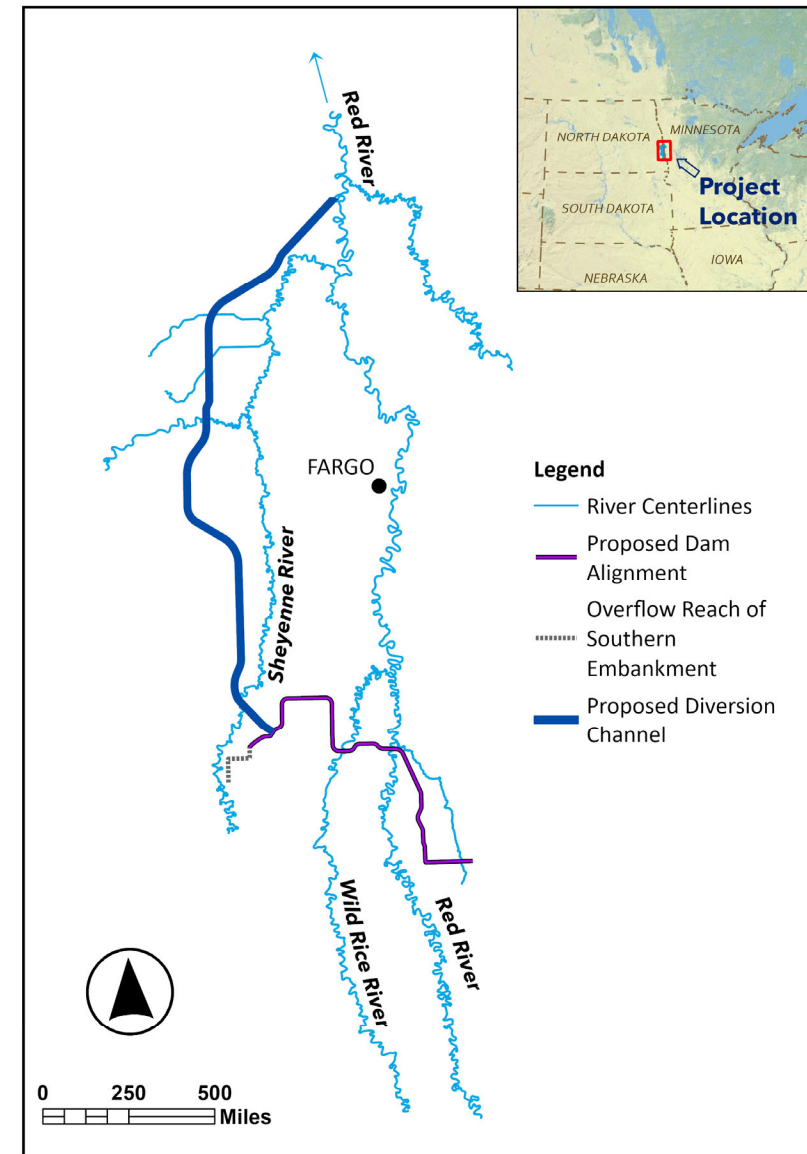 Red River
NORTH DAKOTA
MINNESOTA
Project
Location
SOUTH DAKOTA
IOWA
NEBRASKA
FARGO
Sheyenne River
Legend
River Centerlines
Proposed Dam
Alignment
Overflow Reach of
Southern
Embankment
Proposed Diversion
Channel
Wild Rice River
Red River
0 250 500
Miles